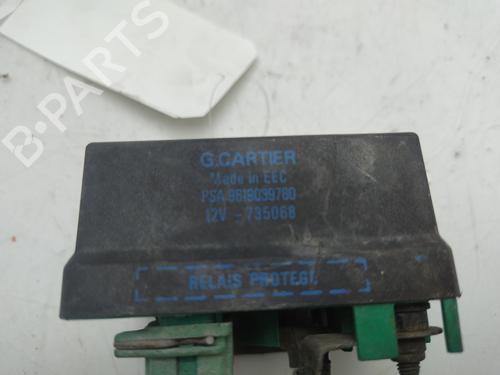 G.CARTIER
Made in EEC
PSA 9618039780
12V - 735068
RELAIS PROTEGE
B-PARTS